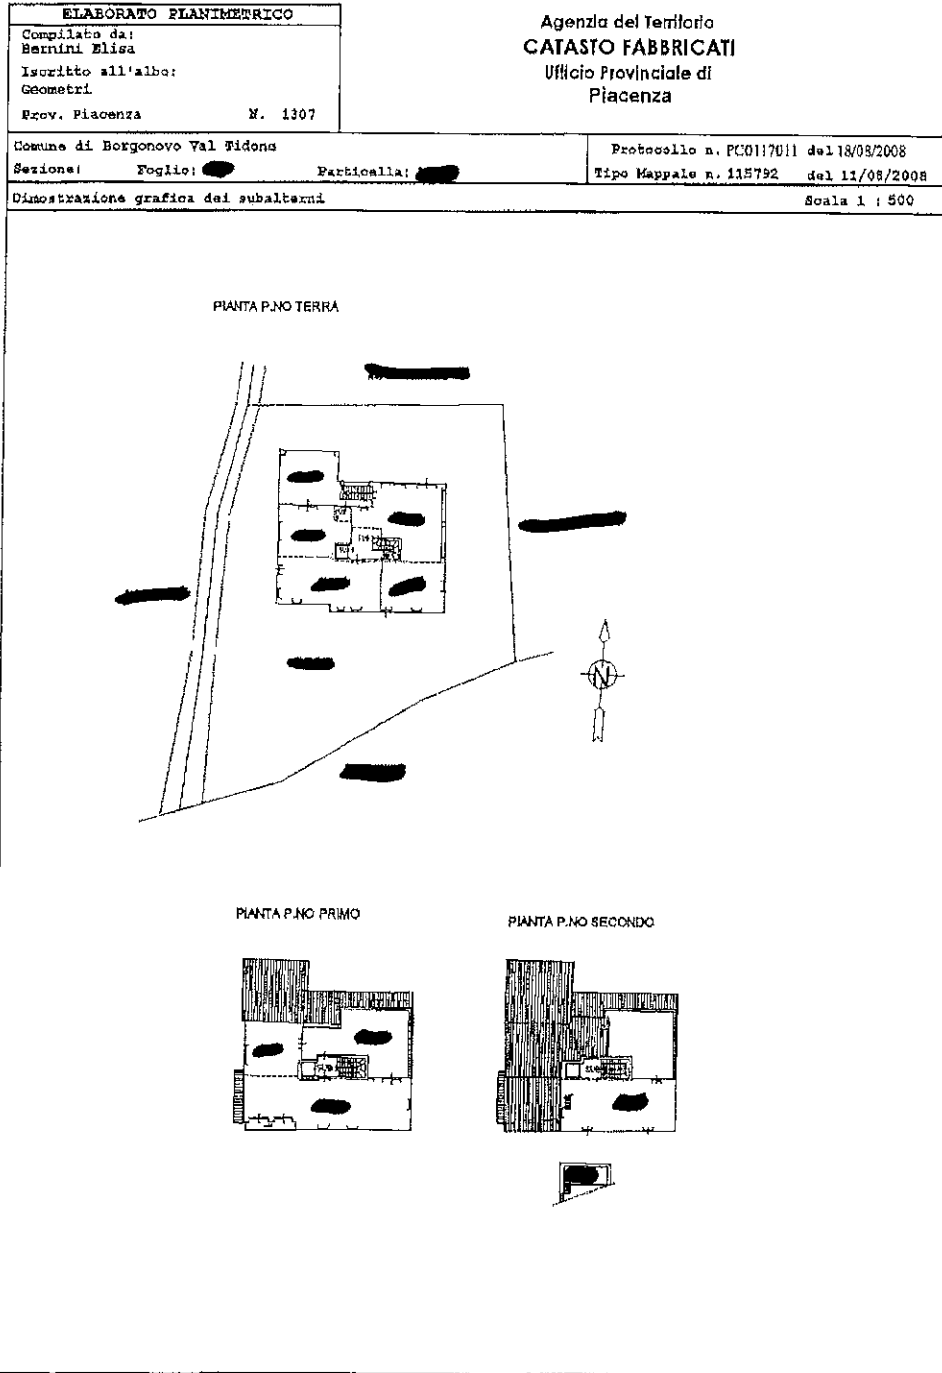 ELABORATO PLANIMETRICO
Compilato da:
Bernini Elisa
Iscritto all'albo:
Geometri
Prov. Piacenza N. 1307
Agenzia del Territorio
CATASTO FABBRICATI
Ufficio Provinciale di
Piacenza
Comune di Borgonovo Val Tidone
Sezione: Foglio: Particella:
Protocollo n. PC0117011 del 18/08/2008
Tipo Mappale n. 115792 del 11/08/2008
Dimostrazione grafica dei subalterni Scala 1 : 500
PIANTA P.NO TERRA
N
PIANTA P.NO PRIMO
PIANTA P.NO SECONDO